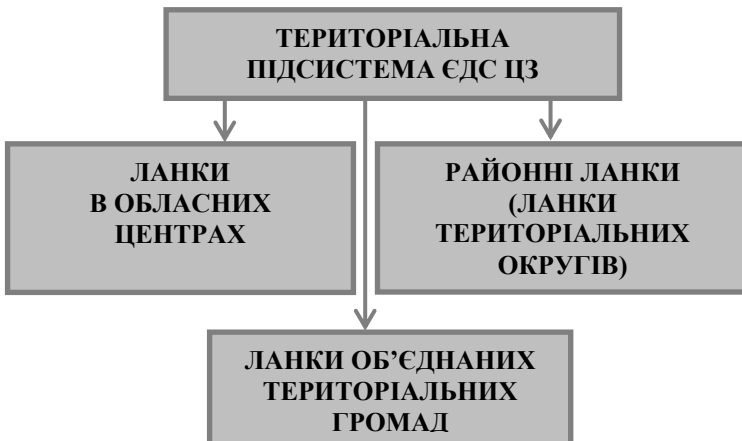 ТЕРИТОРІАЛЬНА
ПІДСИСТЕМА ЄДС ЦЗ
ЛАНКИ
В ОБЛАСНИХ
ЦЕНТРАХ
РАЙОННІ ЛАНКИ
(ЛАНКИ
ТЕРИТОРІАЛЬНИХ
ОКРУГІВ)
ЛАНКИ ОБ’ЄДНАНИХ
ТЕРИТОРІАЛЬНИХ
ГРОМАД